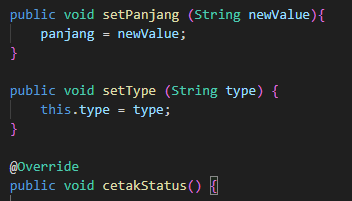 public void setPanjang (String newValue){
panjang = newValue;
}
public void setType (String type) {
this.type = type;
}
@Override
public void cetakStatus() {